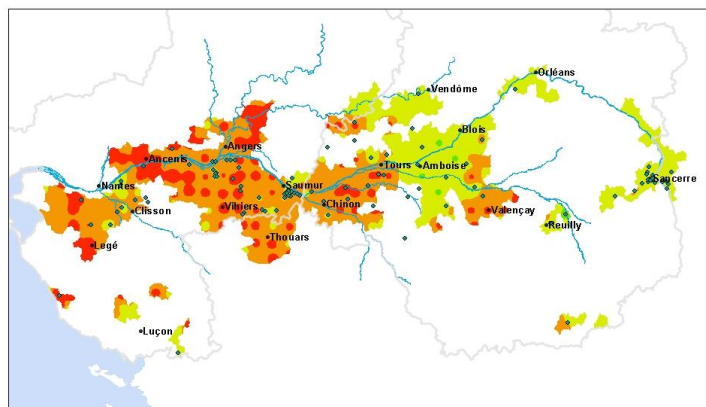 Orléans
Vendôme
Blois
Angers
Ancenis
Tours
Amboise
Sancerre
Nantes
Saumur
Chinon
Vihiers
Clisson
Valençay
Reuilly
Thouars
Legé
Luçon